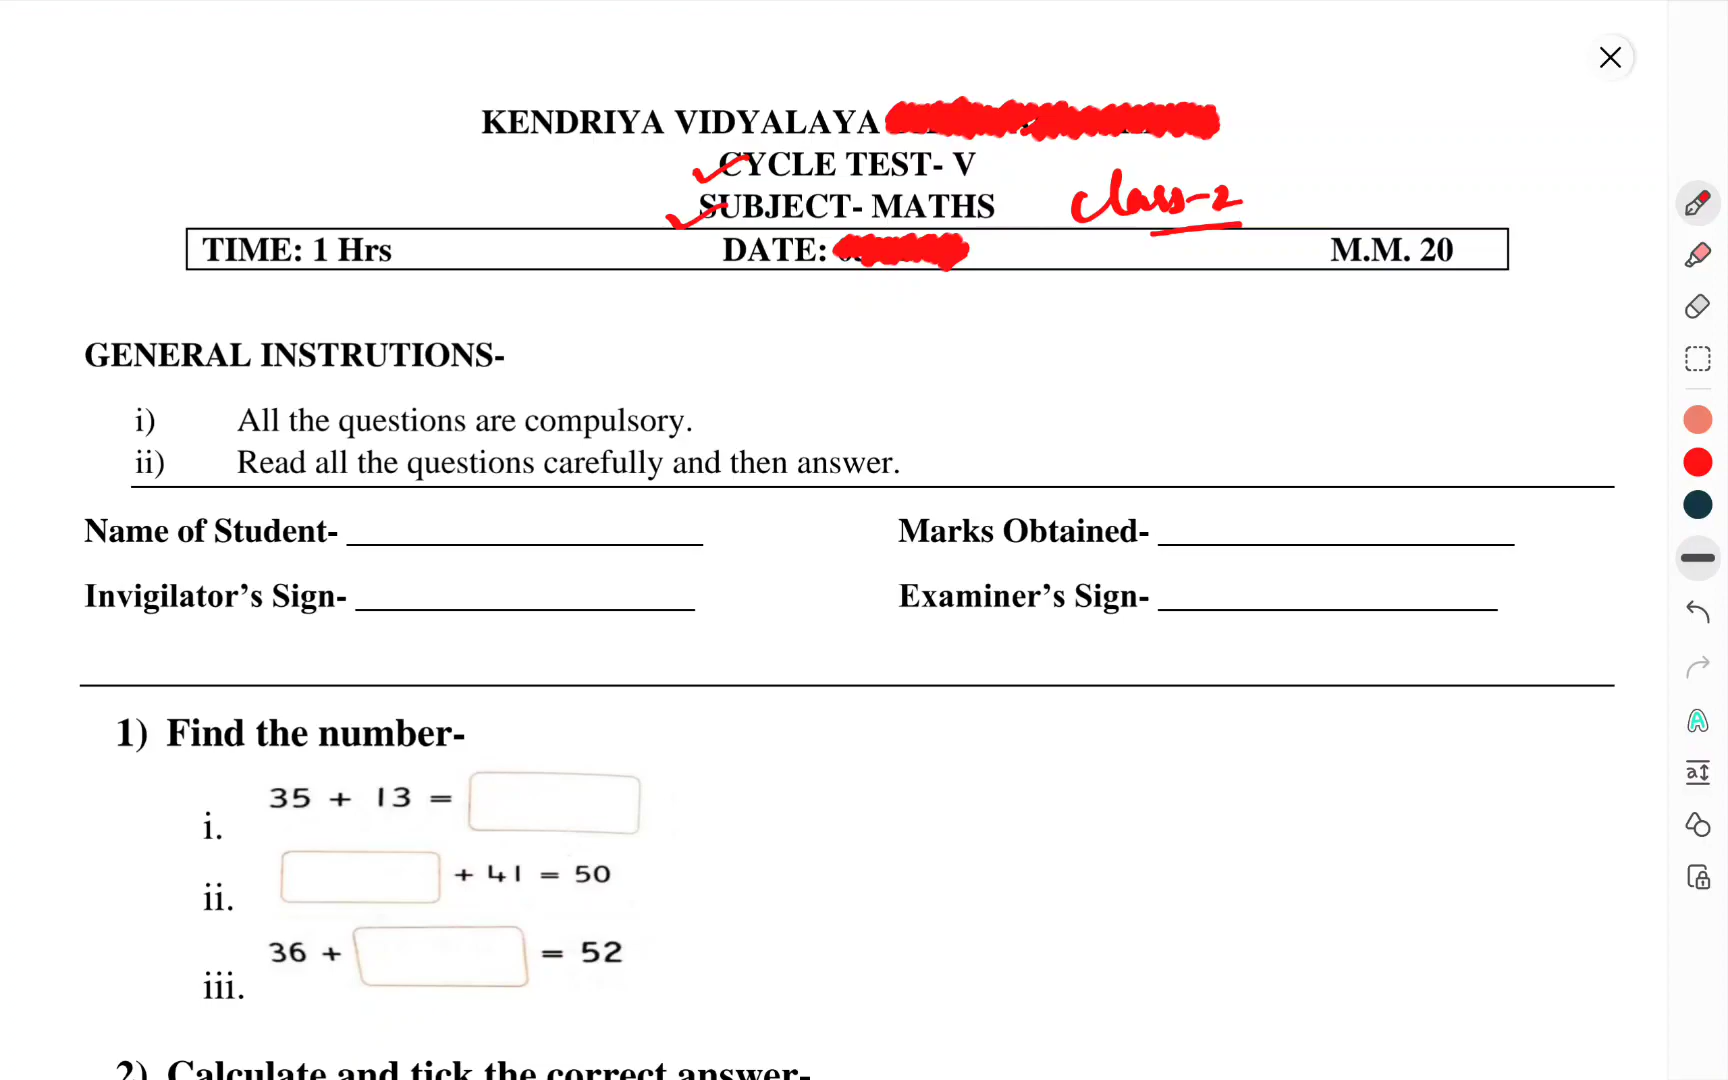 KENDRIYA VIDYALAYA
CYCLE TEST- V
SUBJECT- MATHS
Class-2
TIME: 1 Hrs DATE: M.M. 20
GENERAL INSTRUTIONS-
i) All the questions are compulsory.
ii) Read all the questions carefully and then answer.
Name of Student- Marks Obtained-
Invigilator’s Sign- Examiner’s Sign-
1) Find the number-
i. 35 + 13 =
ii. + 41 = 50
iii. 36 + = 52
2) Calculate and tick the correct answer-